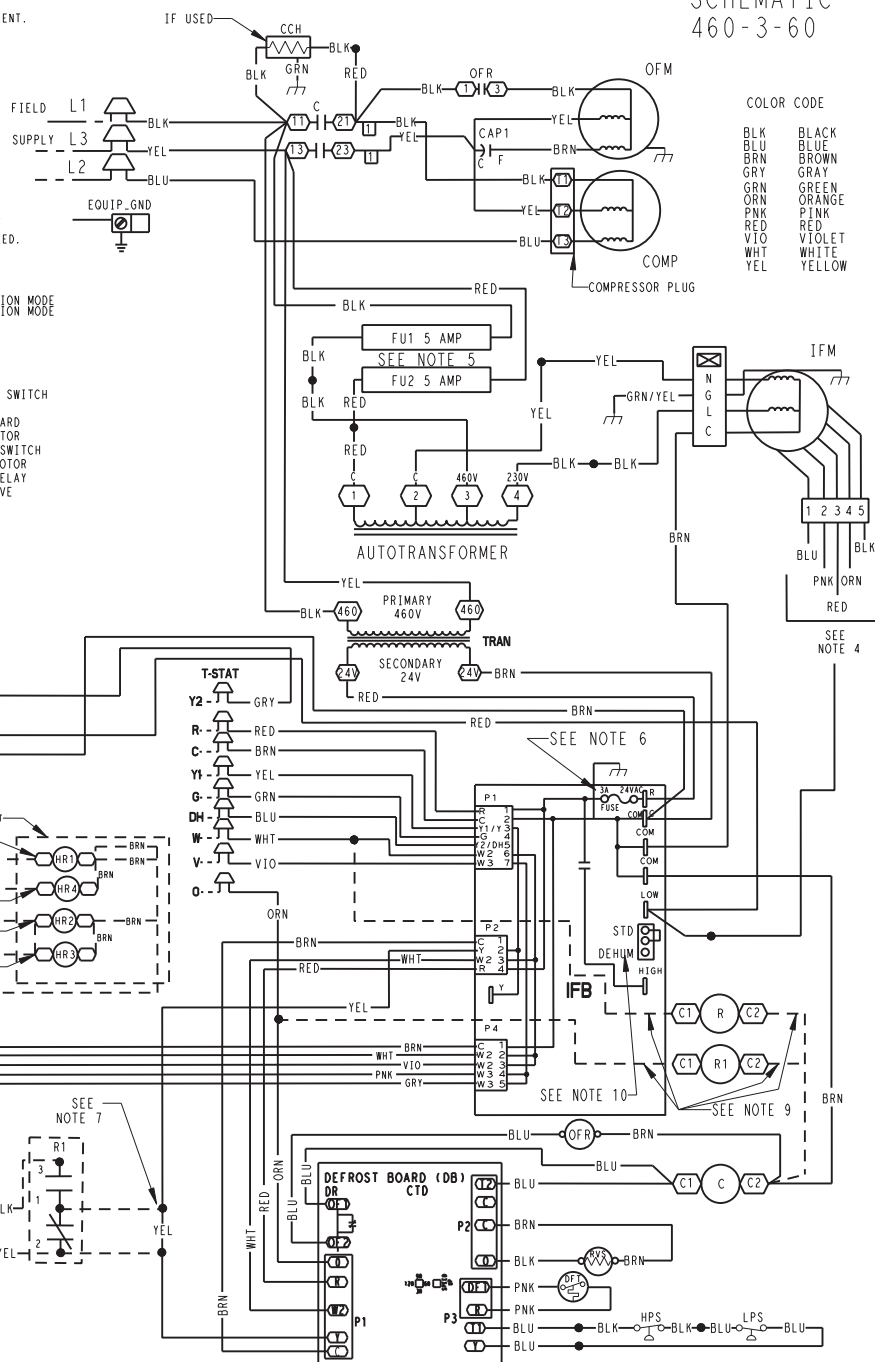 SCHEMATIC
460-3-60
ENT.
IF USED
CCH
BLK
GRN
BLK
RED
OFR
OFM
BLK
1
3
BLK
COLOR CODE
FIELD L1
BLK
11
C
21
1
BLK
YEL
YEL
CAP1
C F
BRN
SUPPLY L3
YEL
13
23
1
L2
BLU
BLK
T1
YEL
T2
BLU
T3
COMP
COMPRESSOR PLUG
BLK BLACK
BLU BLUE
BRN BROWN
GRY GRAY
GRN GREEN
ORN ORANGE
PNK PINK
RED RED
VIO VIOLET
WHT WHITE
YEL YELLOW
EQUIP_GND
ED.
ION MODE
ION MODE
RED
BLK
FU1 5 AMP
SEE NOTE 5
FU2 5 AMP
BLK
BLK
RED
RED
YEL
YEL
GRN/YEL
N
G
L
C
IFM
SWITCH
ARD
TOR
SWITCH
OTOR
ELAY
VE
C
1
C
2
460V
3
230V
4
BLK
BLK
AUTOTRANSFORMER
BRN
1 2 3 4 5
BLU
BLK
PNK
ORN
RED
SEE
NOTE 4
YEL
BLK
460
PRIMARY
460V
460
TRAN
24V
SECONDARY
24V
24V
BRN
RED
BRN
RED
T-STAT
Y2
GRY
R
RED
C
BRN
Y1
YEL
G
GRN
DH
BLU
W
WHT
V
VIO
O
ORN
SEE NOTE 6
P1
R 1
C 2
Y1/Y 3
G 4
Y2/DH 5
W2 6
W3 7
3A 24VAC
FUSE
R
COM C
COM
COM
LOW
STD
DEHUM
HIGH
HR1
BRN
BRN
BRN
HR4
HR2
BRN
BRN
HR3
BRN
WHT
RED
YEL
P2
C 1
Y 2
W2 3
R 4
Y
IFB
P4
C 1
W2 2
W2 3
W3 4
W3 5
BRN
WHT
VIO
PNK
GRY
C1
R
C2
C1
R1
C2
SEE NOTE 10
SEE NOTE 9
BRN
SEE
NOTE 7
R1
3
1
2
LK
YEL
YEL
BLU
OFR
BRN
BLU
C1
C
C2
ORN
RED
BLU
BLU
WHT
BRN
DEFROST BOARD (DB)
DR
CTD
OF1
OF2
O
R
W2
Y
C
P1
T2
C
C
O
P2
BLU
BRN
BLK
RVS
BRN
DFT
R
P3
PNK
PNK
DFT
T1
Y
BLU
BLU
BLK
HPS
BLK
BLU
LPS
BLU